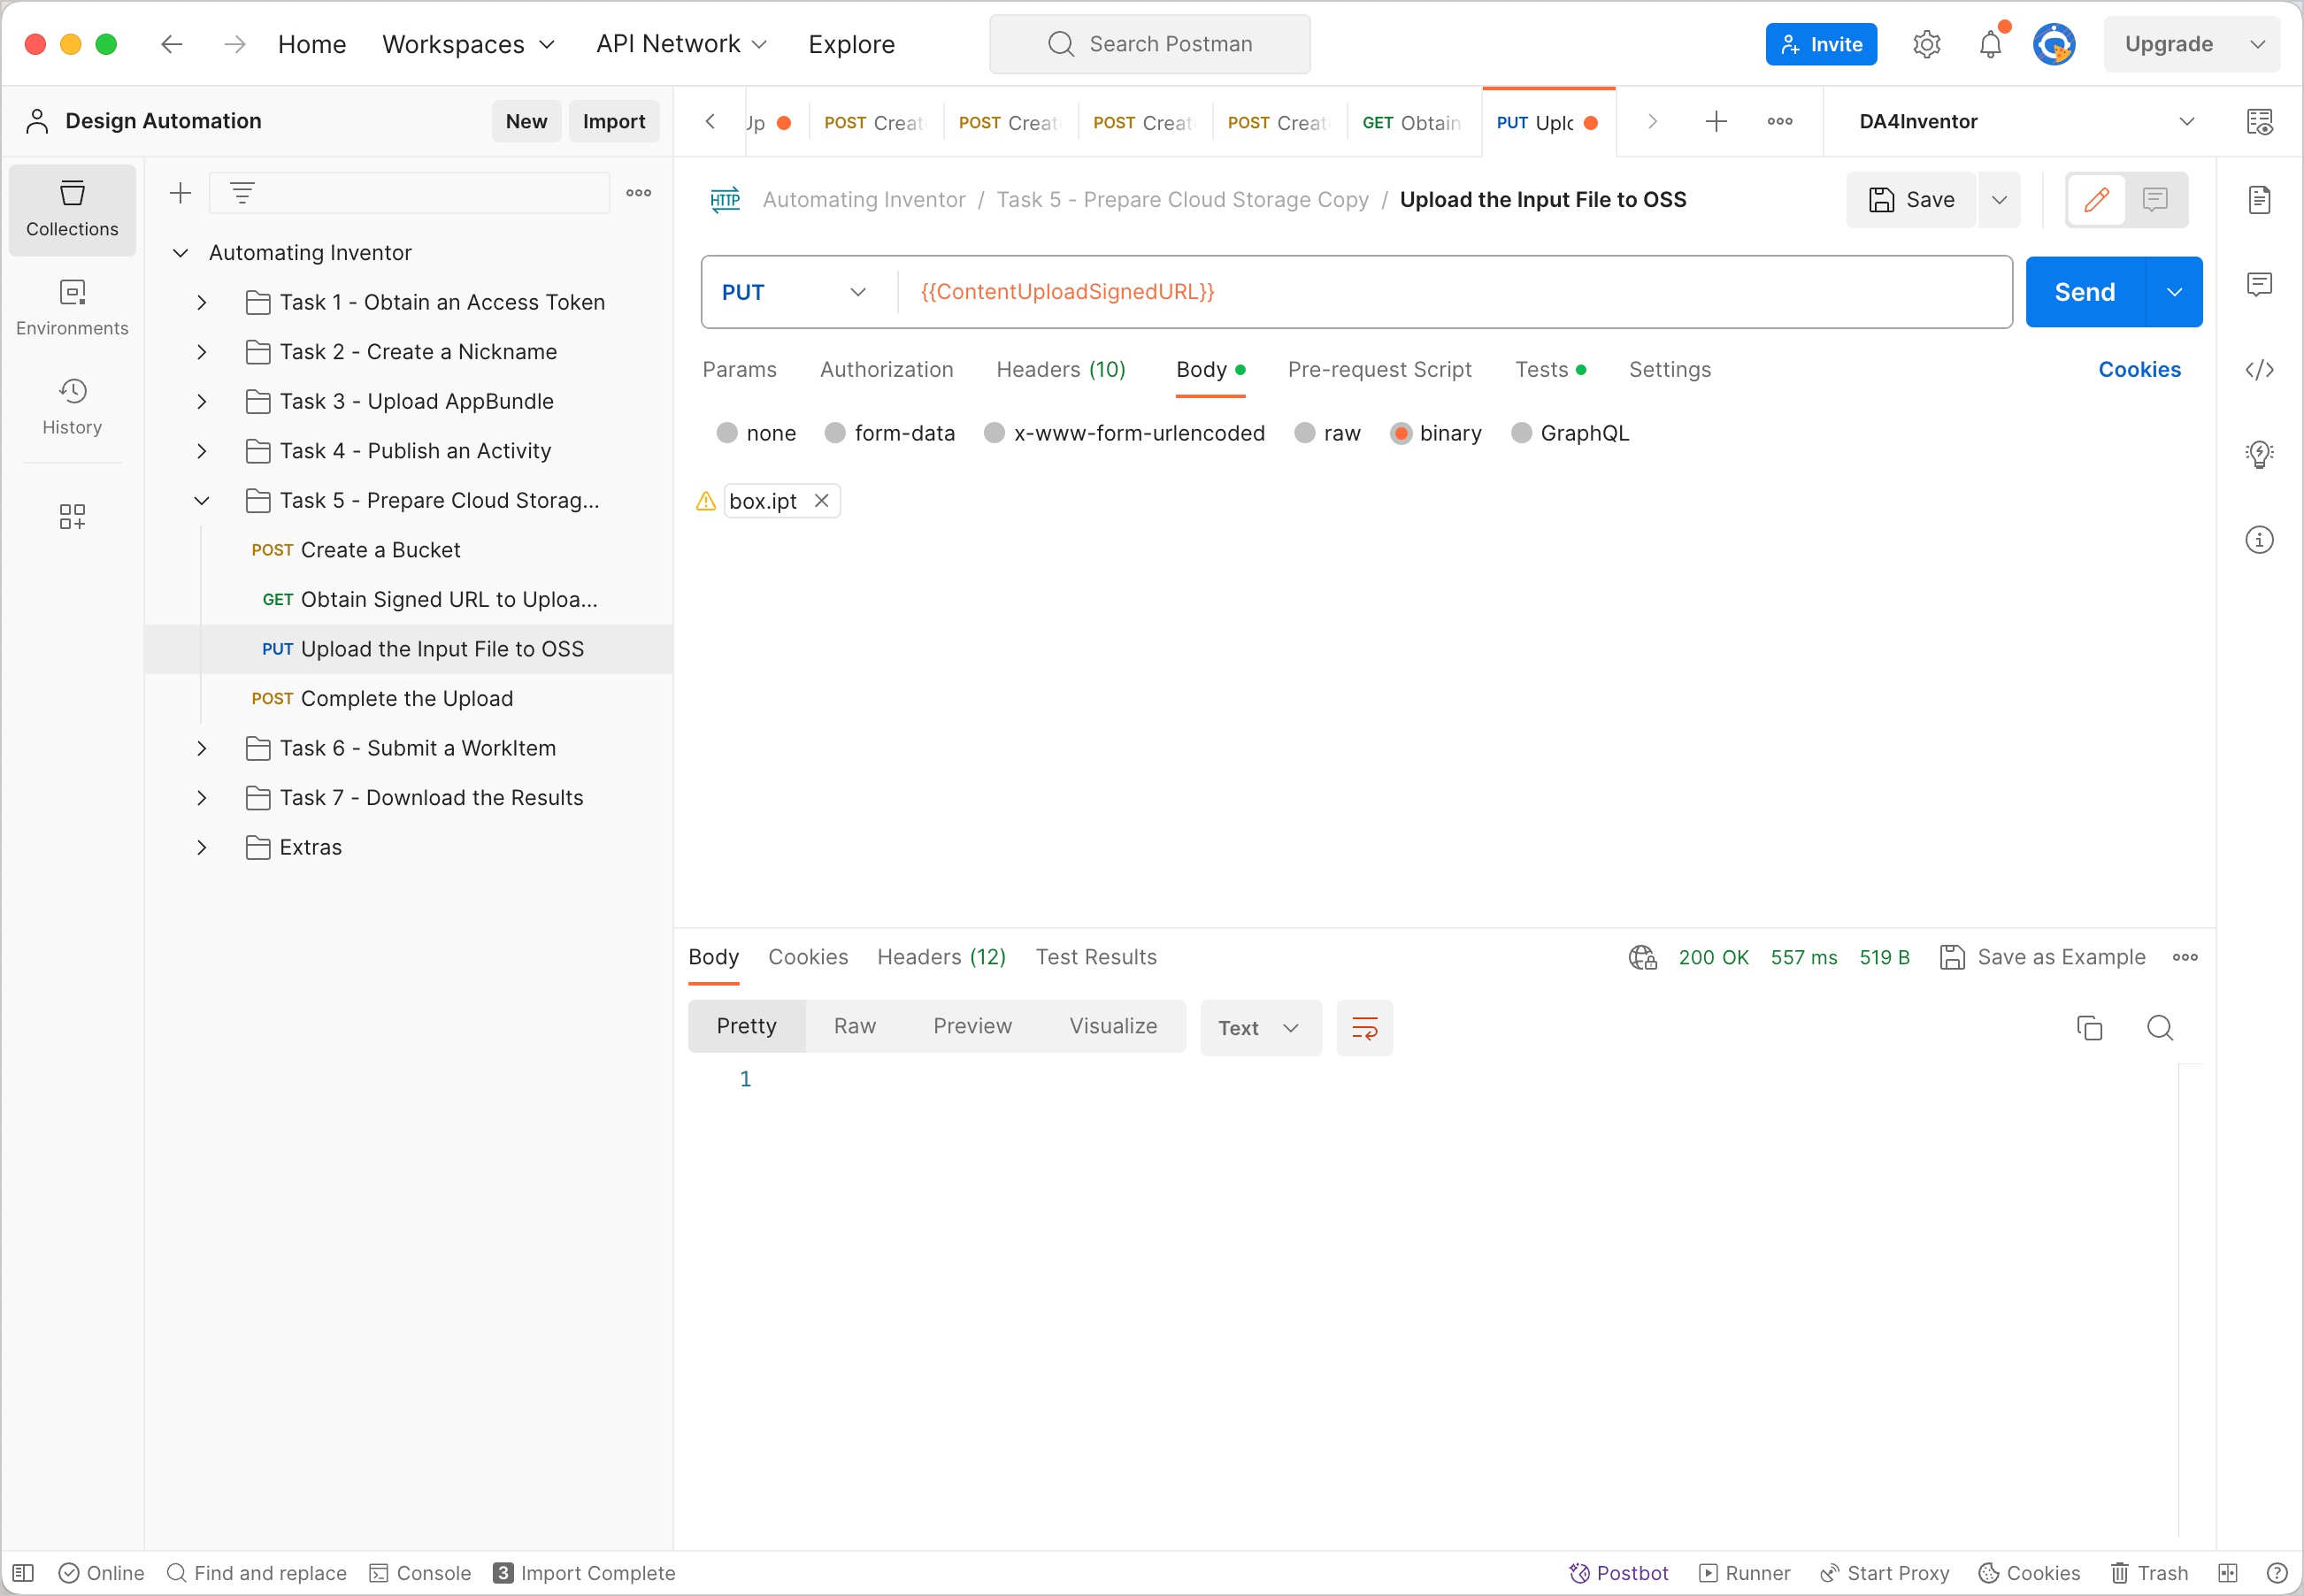 Home Workspaces API Network Explore Search Postman Invite Upgrade
Design Automation New Import
Up POST Creat POST Creat POST Creat POST Creat GET Obtain PUT Uplo DA4Inventor
Collections
Environments
History
Automating Inventor
Task 1 - Obtain an Access Token
Task 2 - Create a Nickname
Task 3 - Upload AppBundle
Task 4 - Publish an Activity
Task 5 - Prepare Cloud Storag...
POST Create a Bucket
GET Obtain Signed URL to Uploa...
PUT Upload the Input File to OSS
POST Complete the Upload
Task 6 - Submit a WorkItem
Task 7 - Download the Results
Extras
HTTP Automating Inventor / Task 5 - Prepare Cloud Storage Copy / Upload the Input File to OSS Save
PUT {{ContentUploadSignedURL}} Send
Params Authorization Headers (10) Body Pre-request Script Tests Settings Cookies
none form-data x-www-form-urlencoded raw binary GraphQL
box.ipt
Body Cookies Headers (12) Test Results 200 OK 557 ms 519 B Save as Example
Pretty Raw Preview Visualize Text
1
Online Find and replace Console 3 Import Complete Postbot Runner Start Proxy Cookies Trash